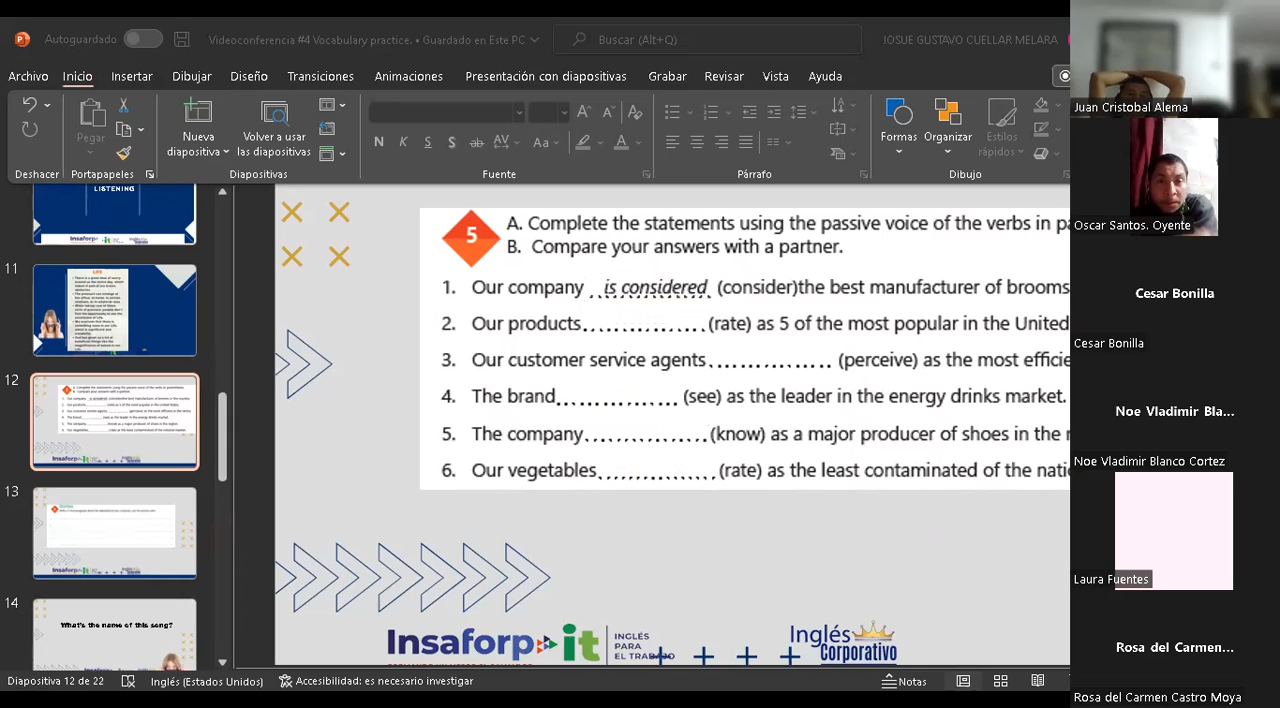 Autoguardado
Videoconferencia #4 Vocabulary practice. • Guardado en Este PC
Buscar (Alt+Q)
JOSUE GUSTAVO CUELLAR MELARA
Archivo Inicio Insertar Dibujar Diseño Transiciones Animaciones Presentación con diapositivas Grabar Revisar Vista Ayuda
Pegar
Nueva diapositiva
Volver a usar las diapositivas
N K S S ab AV Aa A
Formas Organizar Estilos rápidos
Deshacer Portapapeles Diapositivas Fuente Párrafo Dibujo
LISTENING
11
LIFE
12
13
14
What's the name of this song?
5
A. Complete the statements using the passive voice of the verbs in pa
B. Compare your answers with a partner.
1. Our company is considered (consider)the best manufacturer of brooms
2. Our products............... (rate) as 5 of the most popular in the United
3. Our customer service agents............... (perceive) as the most efficie
4. The brand............... (see) as the leader in the energy drinks market.
5. The company............... (know) as a major producer of shoes in the r
6. Our vegetables............... (rate) as the least contaminated of the nati
Insaforp it
INGLÉS
PARA
EL TRABAJO
Inglés
Corporativo
Diapositiva 12 de 22
Inglés (Estados Unidos)
Accesibilidad: es necesario investigar
Notas
Juan Cristobal Alema
Oscar Santos. Oyente
Cesar Bonilla
Cesar Bonilla
Noe Vladimir Bla...
Noe Vladimir Blanco Cortez
Laura Fuentes
Rosa del Carmen...
Rosa del Carmen Castro Moya